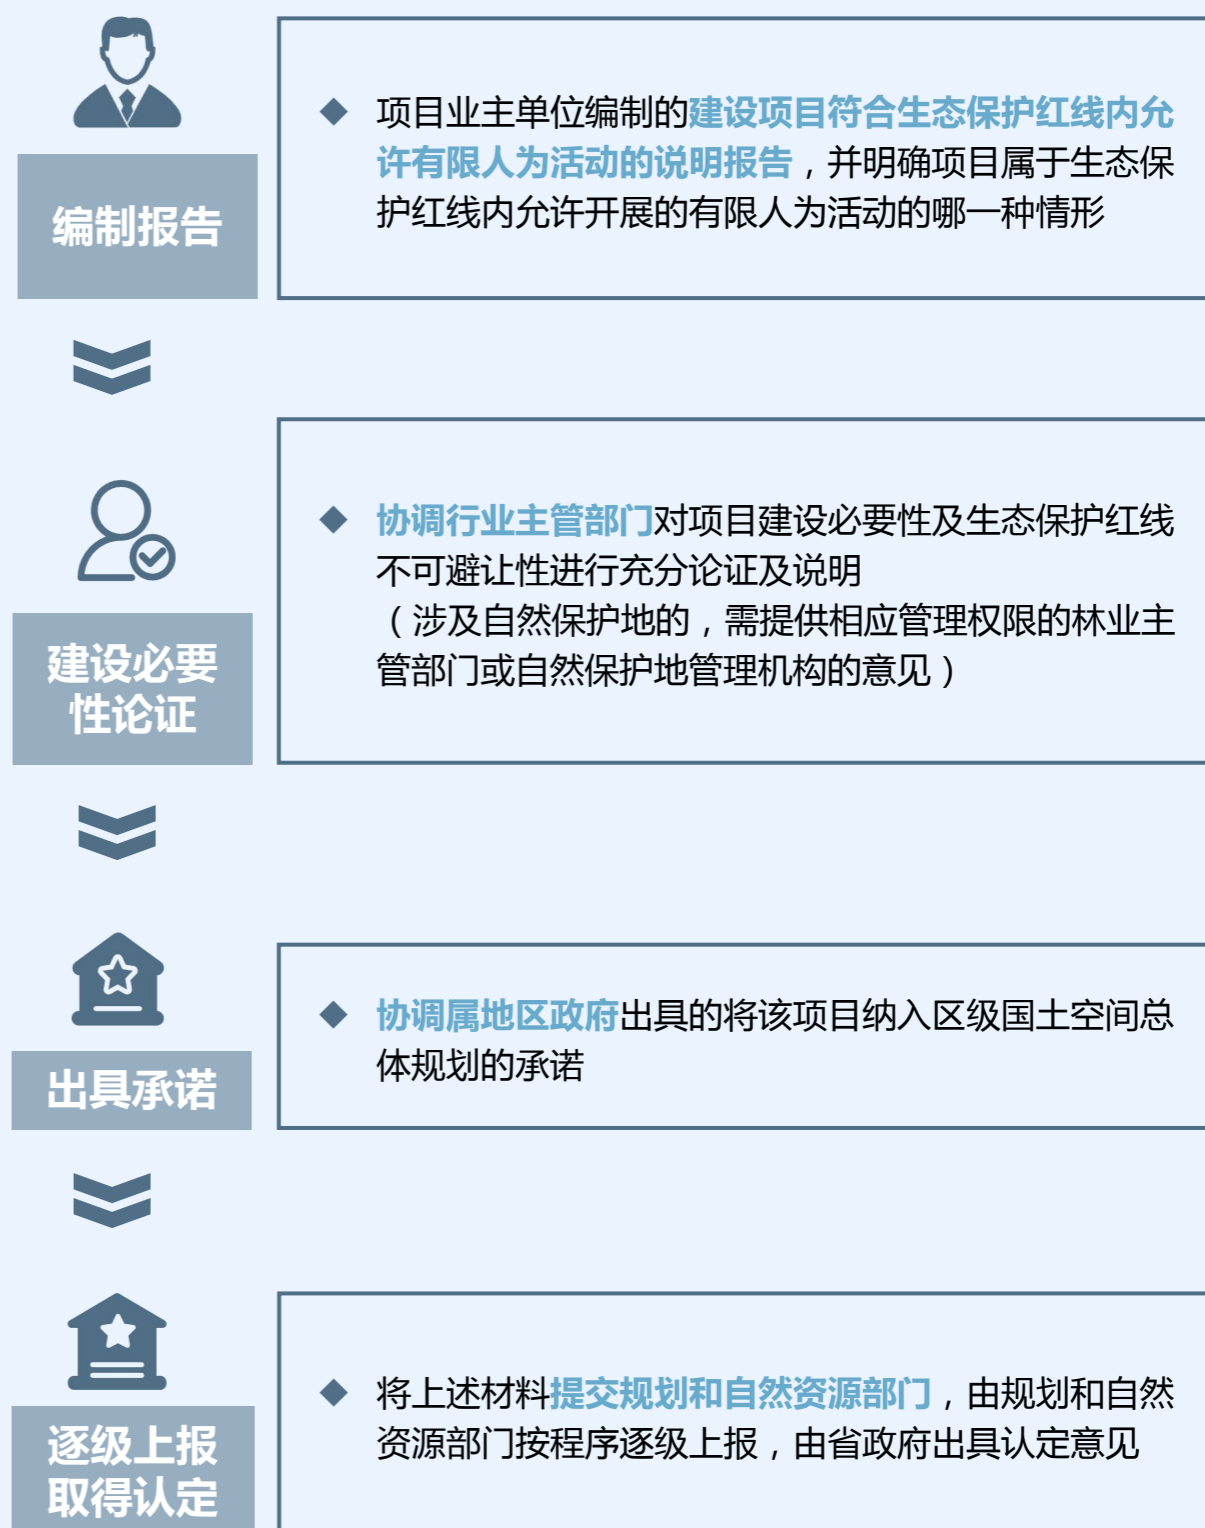 编制报告
◆ 项目业主单位编制的建设项目符合生态保护红线内允
许有限人为活动的说明报告，并明确项目属于生态保
护红线内允许开展的有限人为活动的哪一种情形
建设必要
性论证
◆ 协调行业主管部门对项目建设必要性及生态保护红线
不可避让性进行充分论证及说明
（涉及自然保护地的，需提供相应管理权限的林业主
管部门或自然保护地管理机构的意见）
出具承诺
◆ 协调属地区政府出具的将该项目纳入区级国土空间总
体规划的承诺
逐级上报
取得认定
◆ 将上述材料提交规划和自然资源部门，由规划和自然
资源部门按程序逐级上报，由省政府出具认定意见